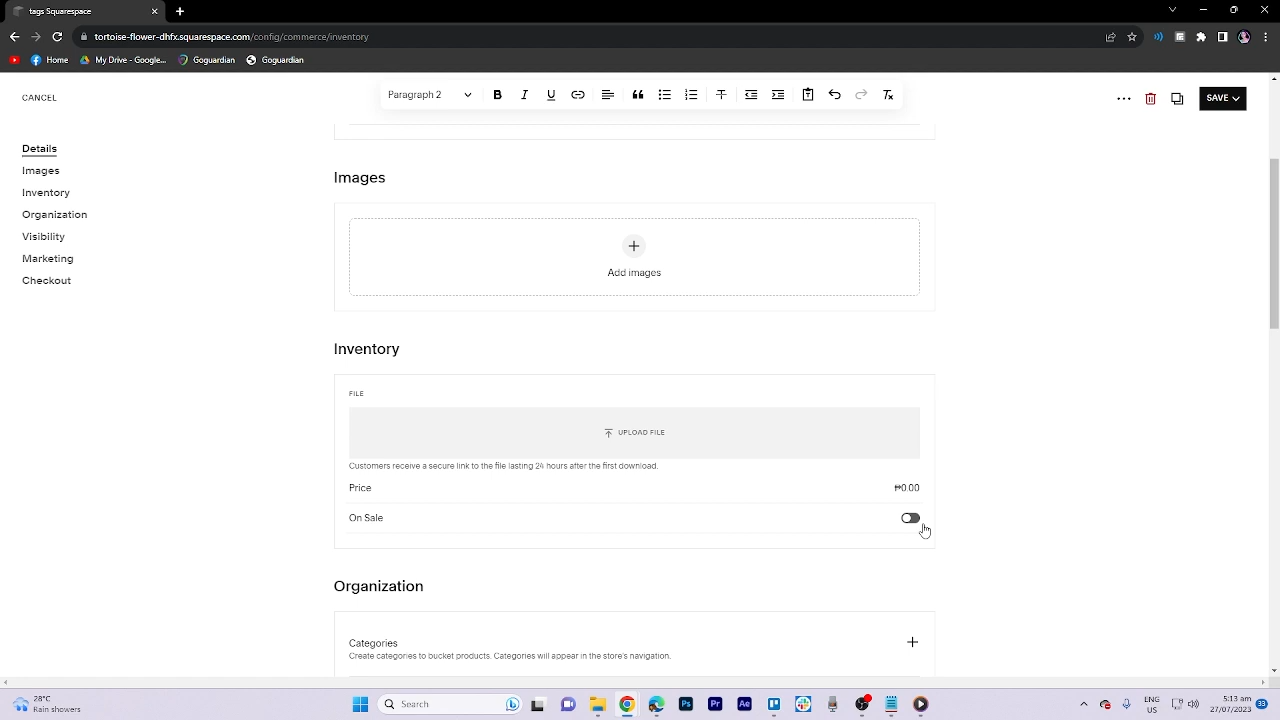 tags Squarespace
tortoise-flower-dhfx.squarespace.com/config/commerce/inventory
Home
My Drive - Google...
Goguardian
Goguardian
CANCEL
Paragraph 2
B I U
SAVE
Details
Images
Inventory
Organization
Visibility
Marketing
Checkout
Images
Add images
Inventory
FILE
UPLOAD FILE
Customers receive a secure link to the file lasting 24 hours after the first download.
Price
₱0.00
On Sale
Organization
Categories
Create categories to bucket products. Categories will appear in the store's navigation.
28°C
Rain showers
Search
Ps
Pr
Ae
ENG
US
5:13 am
27/07/2023
33